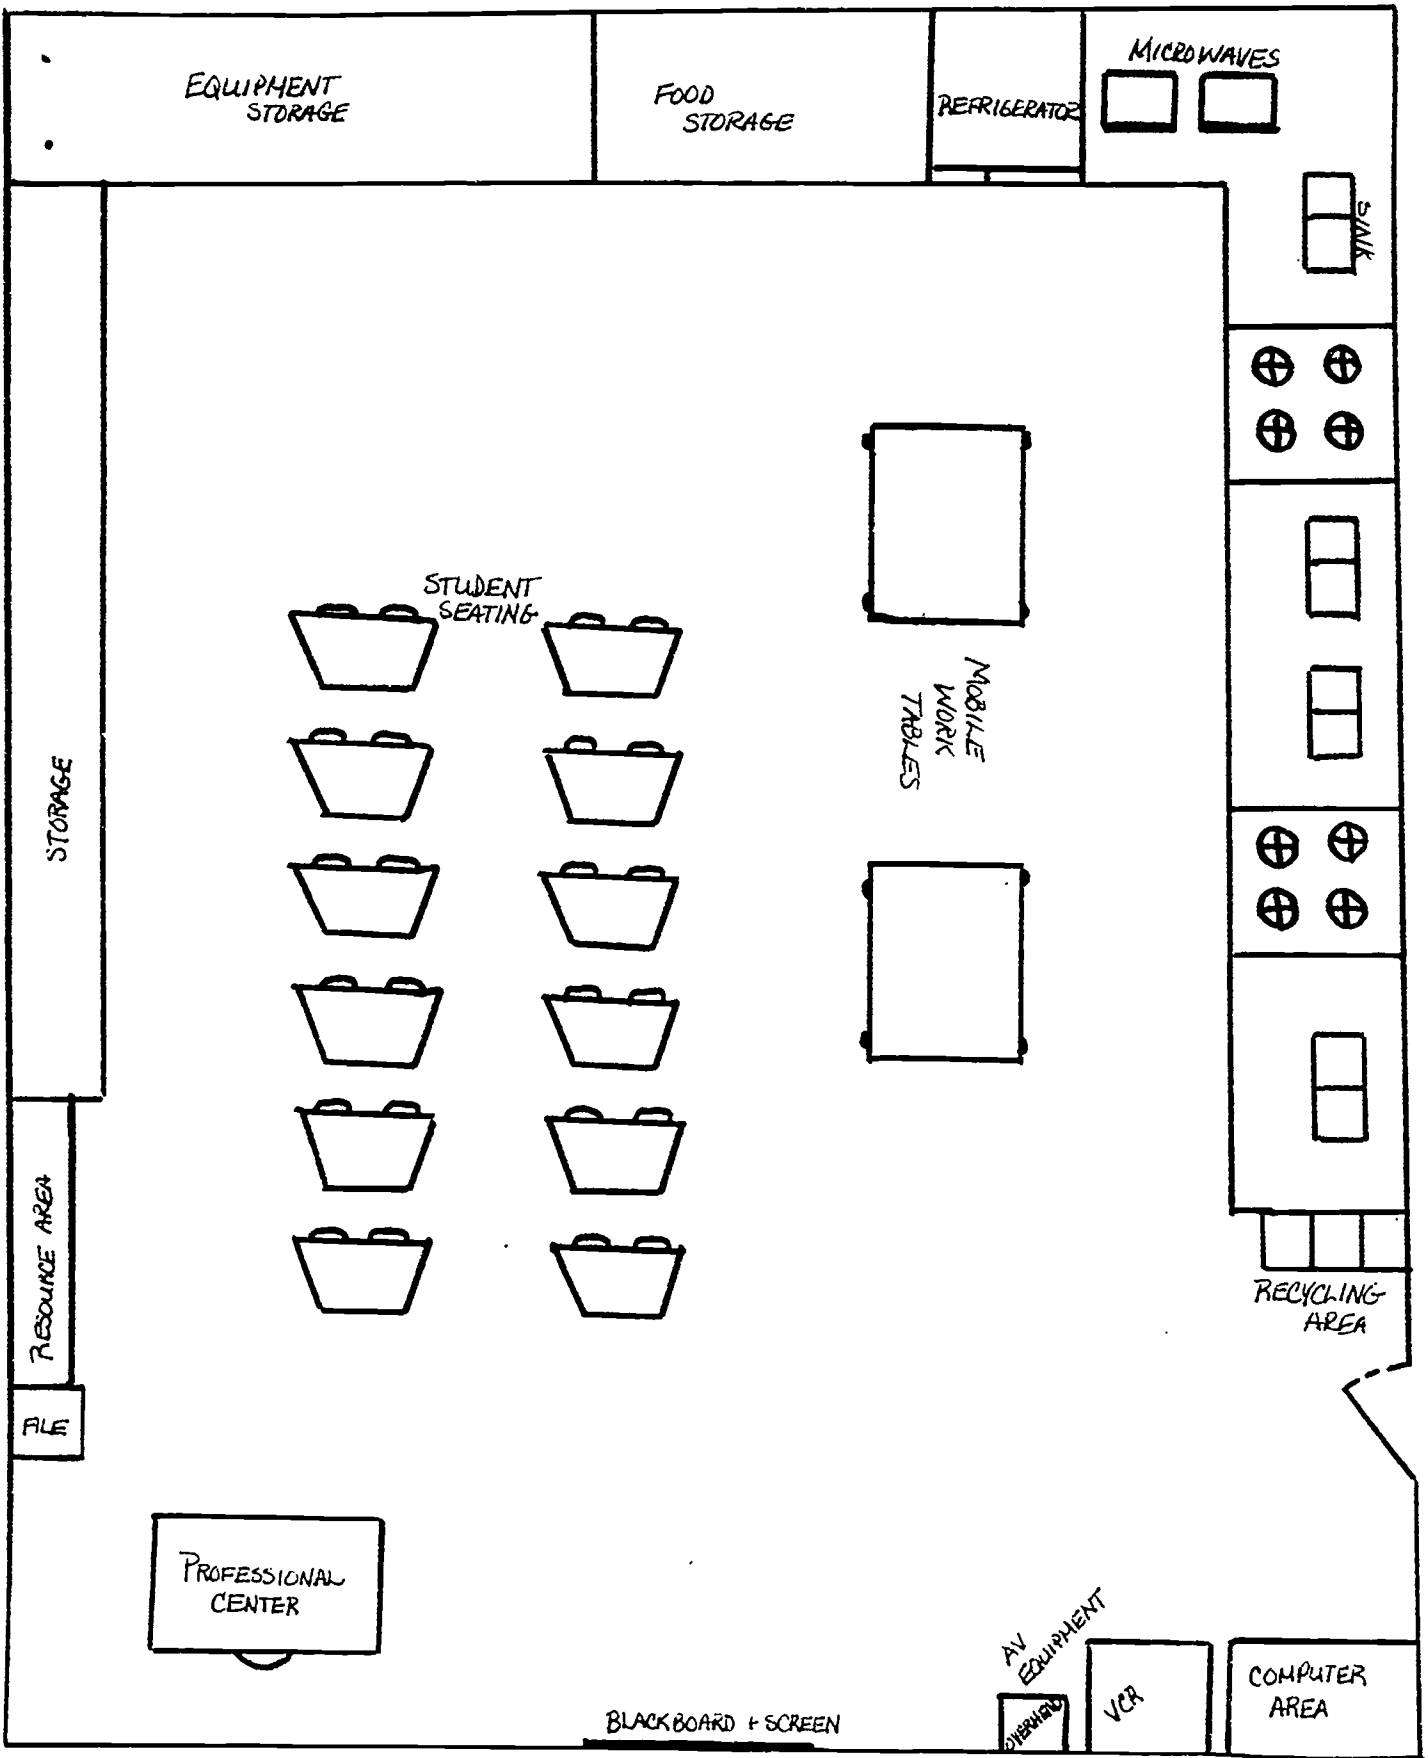 EQUIPMENT
STORAGE
FOOD
STORAGE
REFRIGERATOR
MICROWAVES
SINK
STUDENT
SEATING
MOBILE
WORK
TABLES
STORAGE
RESOURCE AREA
FILE
RECYCLING
AREA
PROFESSIONAL
CENTER
BLACKBOARD + SCREEN
AV
EQUIPMENT
OVERHEAD
VCR
COMPUTER
AREA